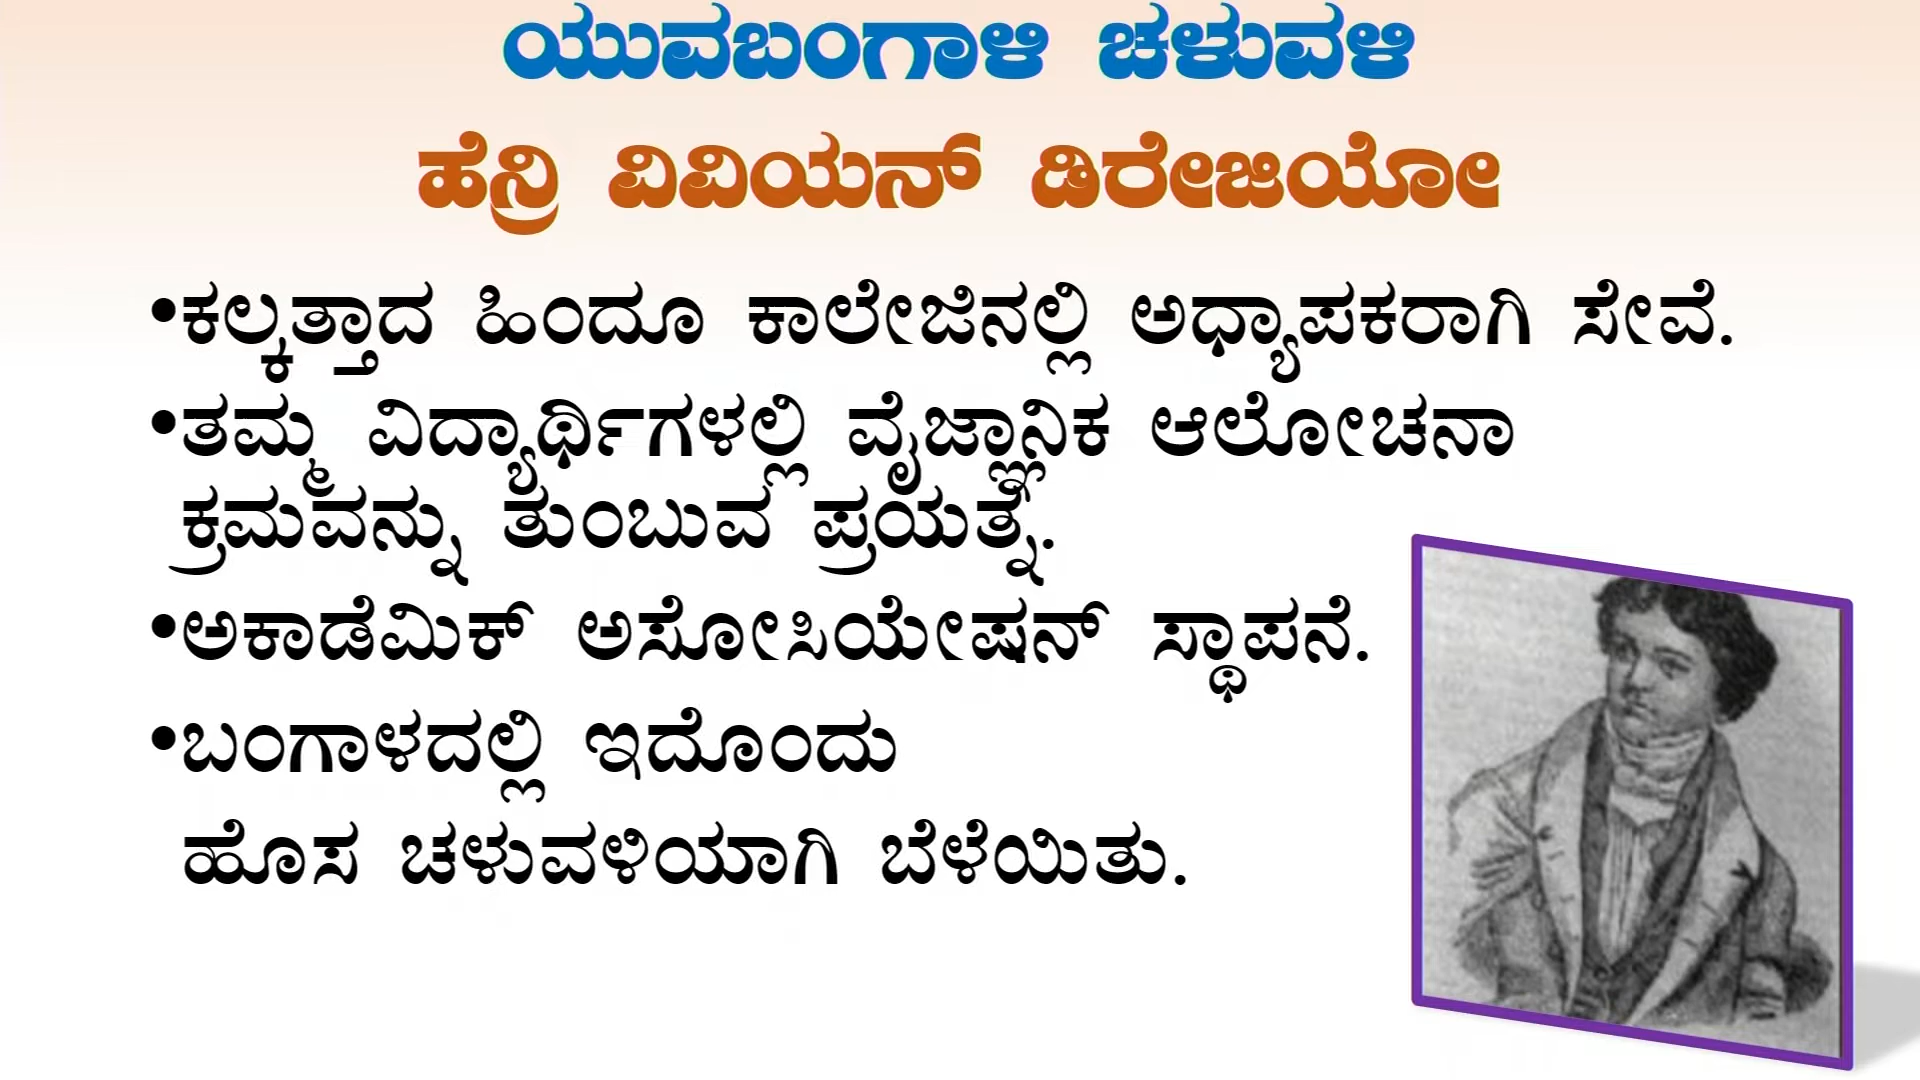 ಯುವಬಂಗಾಳಿ ಚಳುವಳಿ
ಹೆನ್ರಿ ವಿವಿಯನ್ ಡಿರೇಜಿಯೋ
•ಕಲ್ಕತ್ತಾದ ಹಿಂದೂ ಕಾಲೇಜಿನಲ್ಲಿ ಅಧ್ಯಾಪಕರಾಗಿ ಸೇವೆ.
•ತಮ್ಮ ವಿದ್ಯಾರ್ಥಿಗಳಲ್ಲಿ ವೈಜ್ಞಾನಿಕ ಆಲೋಚನಾ
ಕ್ರಮವನ್ನು ತುಂಬುವ ಪ್ರಯತ್ನ.
•ಅಕಾಡೆಮಿಕ್ ಅಸೋಸಿಯೇಷನ್ ಸ್ಥಾಪನೆ.
•ಬಂಗಾಳದಲ್ಲಿ ಇದೊಂದು
ಹೊಸ ಚಳುವಳಿಯಾಗಿ ಬೆಳೆಯಿತು.